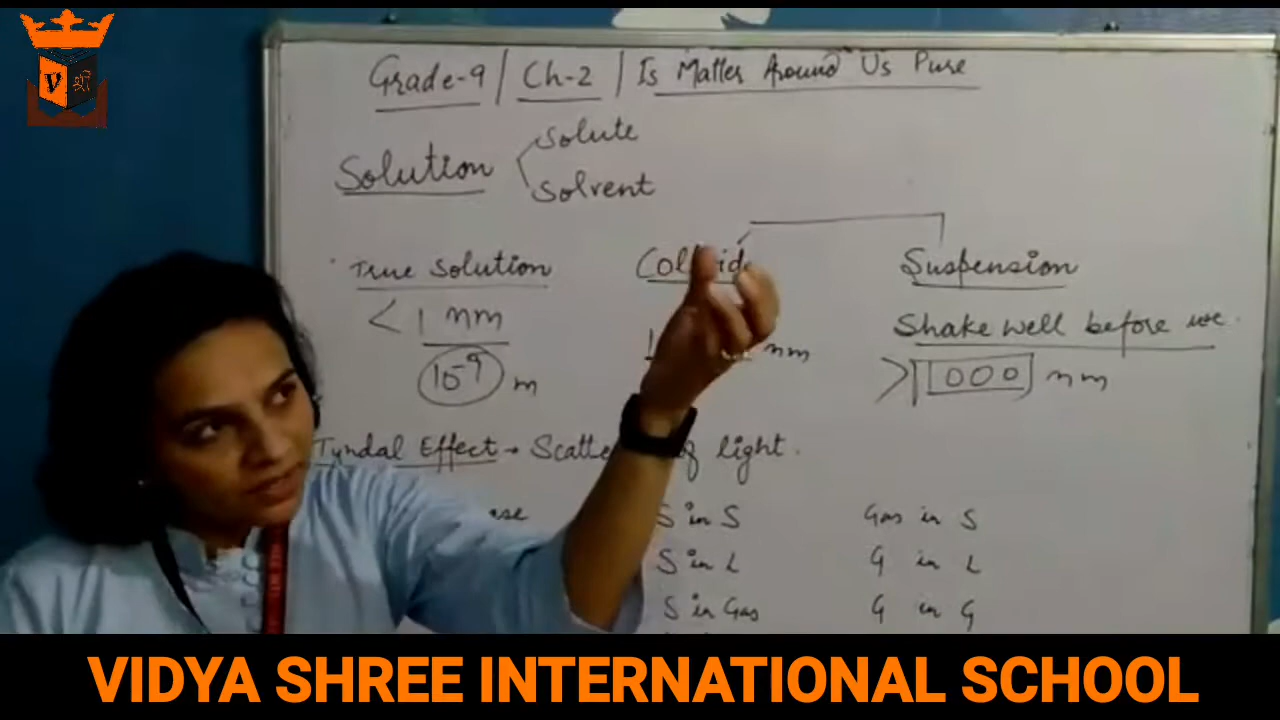 Grade-9 / Ch-2 / Is Matter Around Us Pure
Solution
Solute
Solvent
True Solution
Suspension
< 1 nm
10-9 m
nm
Shake well before use.
> 1000 nm
Tyndal Effect → of light.
S in S
Gas in S
S in L
G in L
S in Gas
G in G
VIDYA SHREE INTERNATIONAL SCHOOL